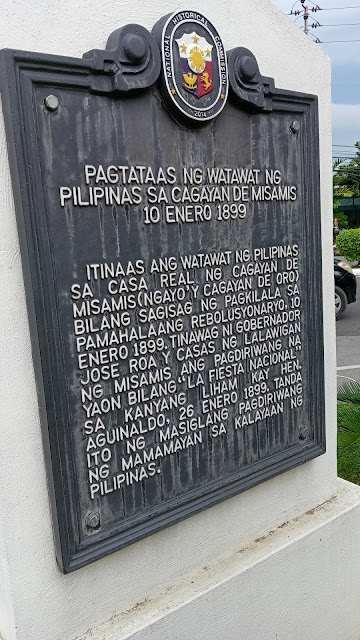 NATIONAL HISTORICAL COMMISSION
2014
PAGTATAAS NG WATAWAT NG
PILIPINAS SA CAGAYAN DE MISAMIS
10 ENERO 1899
ITINAAS ANG WATAWAT NG PILIPINAS
SA CASA REAL NG CAGAYAN DE
MISAMIS (NGAYO'Y CAGAYAN DE ORO)
BILANG SAGISAG NG PAGKILALA SA
PAMAHALAANG REBOLUSYONARYO, 10
ENERO 1899. TINAWAG NI GOBERNADOR
JOSE ROA Y CASAS NG LALAWIGAN
NG MISAMIS ANG PAGDIRIWANG NA
YAON BILANG "LA FIESTA NACIONAL"
SA KANYANG LIHAM KAY HEN.
AGUINALDO, 26 ENERO 1899. TANDA
ITO NG MASIGLANG PAGDIRIWANG
NG MAMAMAYAN SA KALAYAAN NG
PILIPINAS.